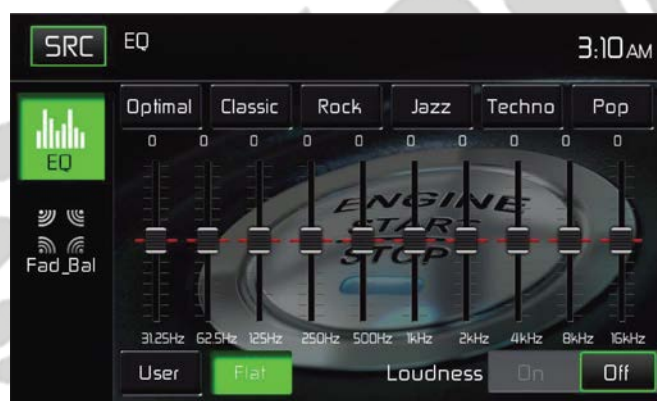 SRC EQ 3:10 AM
Optimal Classic Rock Jazz Techno Pop
0 0 0 0 0 0 0 0 0 0
EQ
ENGINE
START
STOP
Fad_Bal
31.25Hz 62.5Hz 125Hz 250Hz 500Hz 1kHz 2kHz 4kHz 8kHz 16kHz
User Flat Loudness On Off